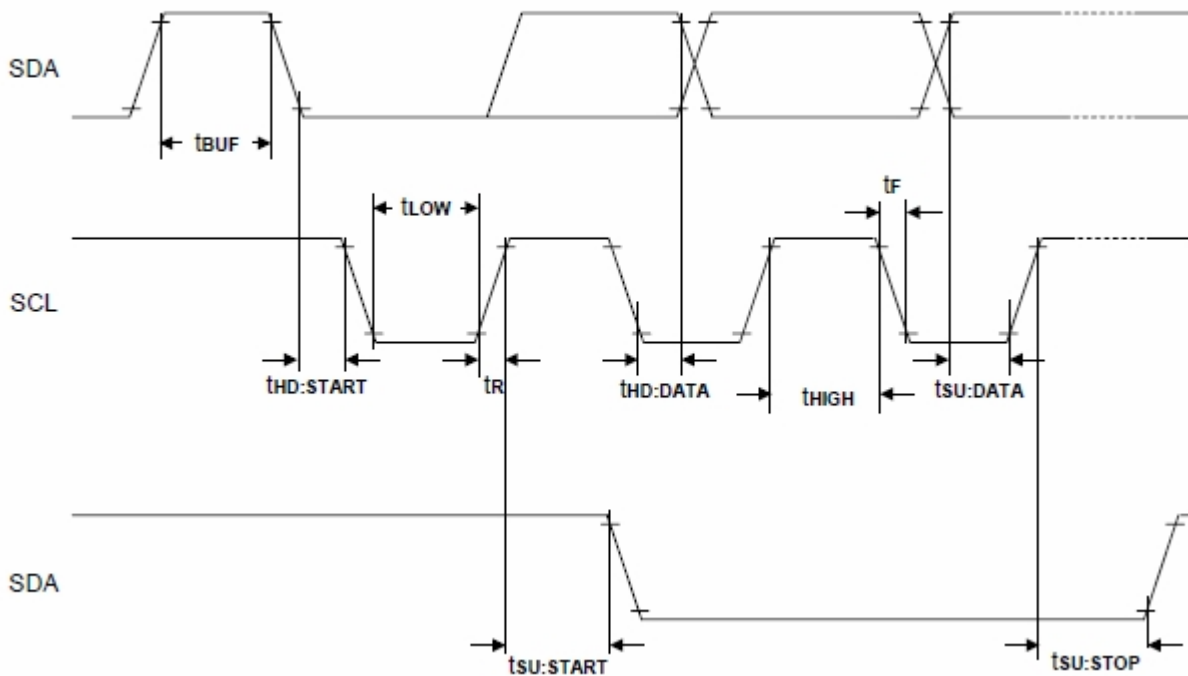 SDA
tBUF
tF
tLOW
SCL
tHD:START
tR
tHD:DATA
tHIGH
tSU:DATA
SDA
tSU:START
tSU:STOP